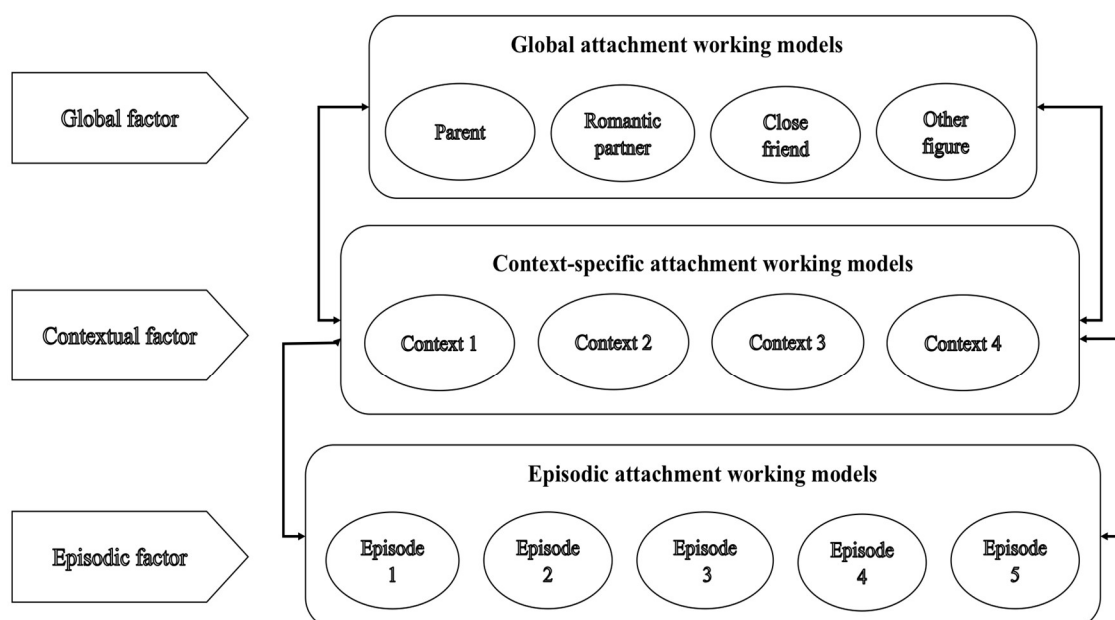 Global attachment working models
Global factor
Parent
Romantic
partner
Close
friend
Other
figure
Context-specific attachment working models
Contextual factor
Context 1
Context 2
Context 3
Context 4
Episodic attachment working models
Episodic factor
Episode
1
Episode
2
Episode
3
Episode
4
Episode
5